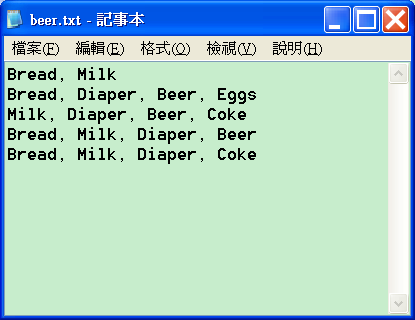 beer.txt - 記事本
檔案(F) 編輯(E) 格式(O) 檢視(V) 說明(H)
Bread, Milk
Bread, Diaper, Beer, Eggs
Milk, Diaper, Beer, Coke
Bread, Milk, Diaper, Beer
Bread, Milk, Diaper, Coke